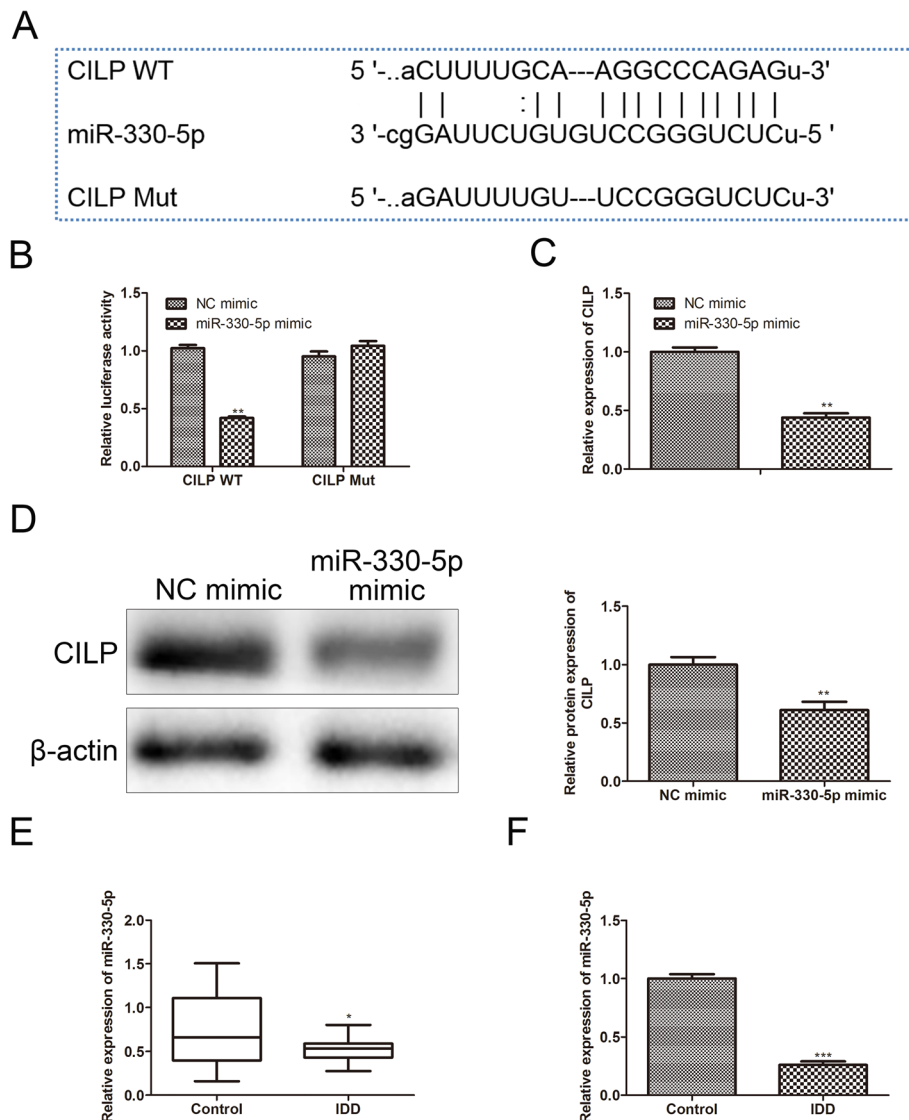 A
CILP WT 5 '-..aCUUUUGCA---AGGCCCAGAGu-3'
miR-330-5p 3 '-cgGAUUCUGUGUCCGGGUCUCu-5 '
CILP Mut 5 '-..aGAUUUUGU---UCCGGGUCUCu-3'
B
Relative luciferase activity
NC mimic
miR-330-5p mimic
1.5
1.0
0.5
0.0
**
CILP WT CILP Mut
C
Relative expression of CILP
NC mimic
miR-330-5p mimic
1.5
1.0
0.5
0.0
**
D
NC mimic
miR-330-5p
mimic
CILP
β-actin
Relative protein expression of
CILP
1.5
1.0
0.5
0.0
**
NC mimic miR-330-5p mimic
E
Relative expression of miR-330-5p
2.0
1.5
1.0
0.5
0.0
*
Control IDD
F
Relative expression of miR-330-5p
1.5
1.0
0.5
0.0
***
Control IDD